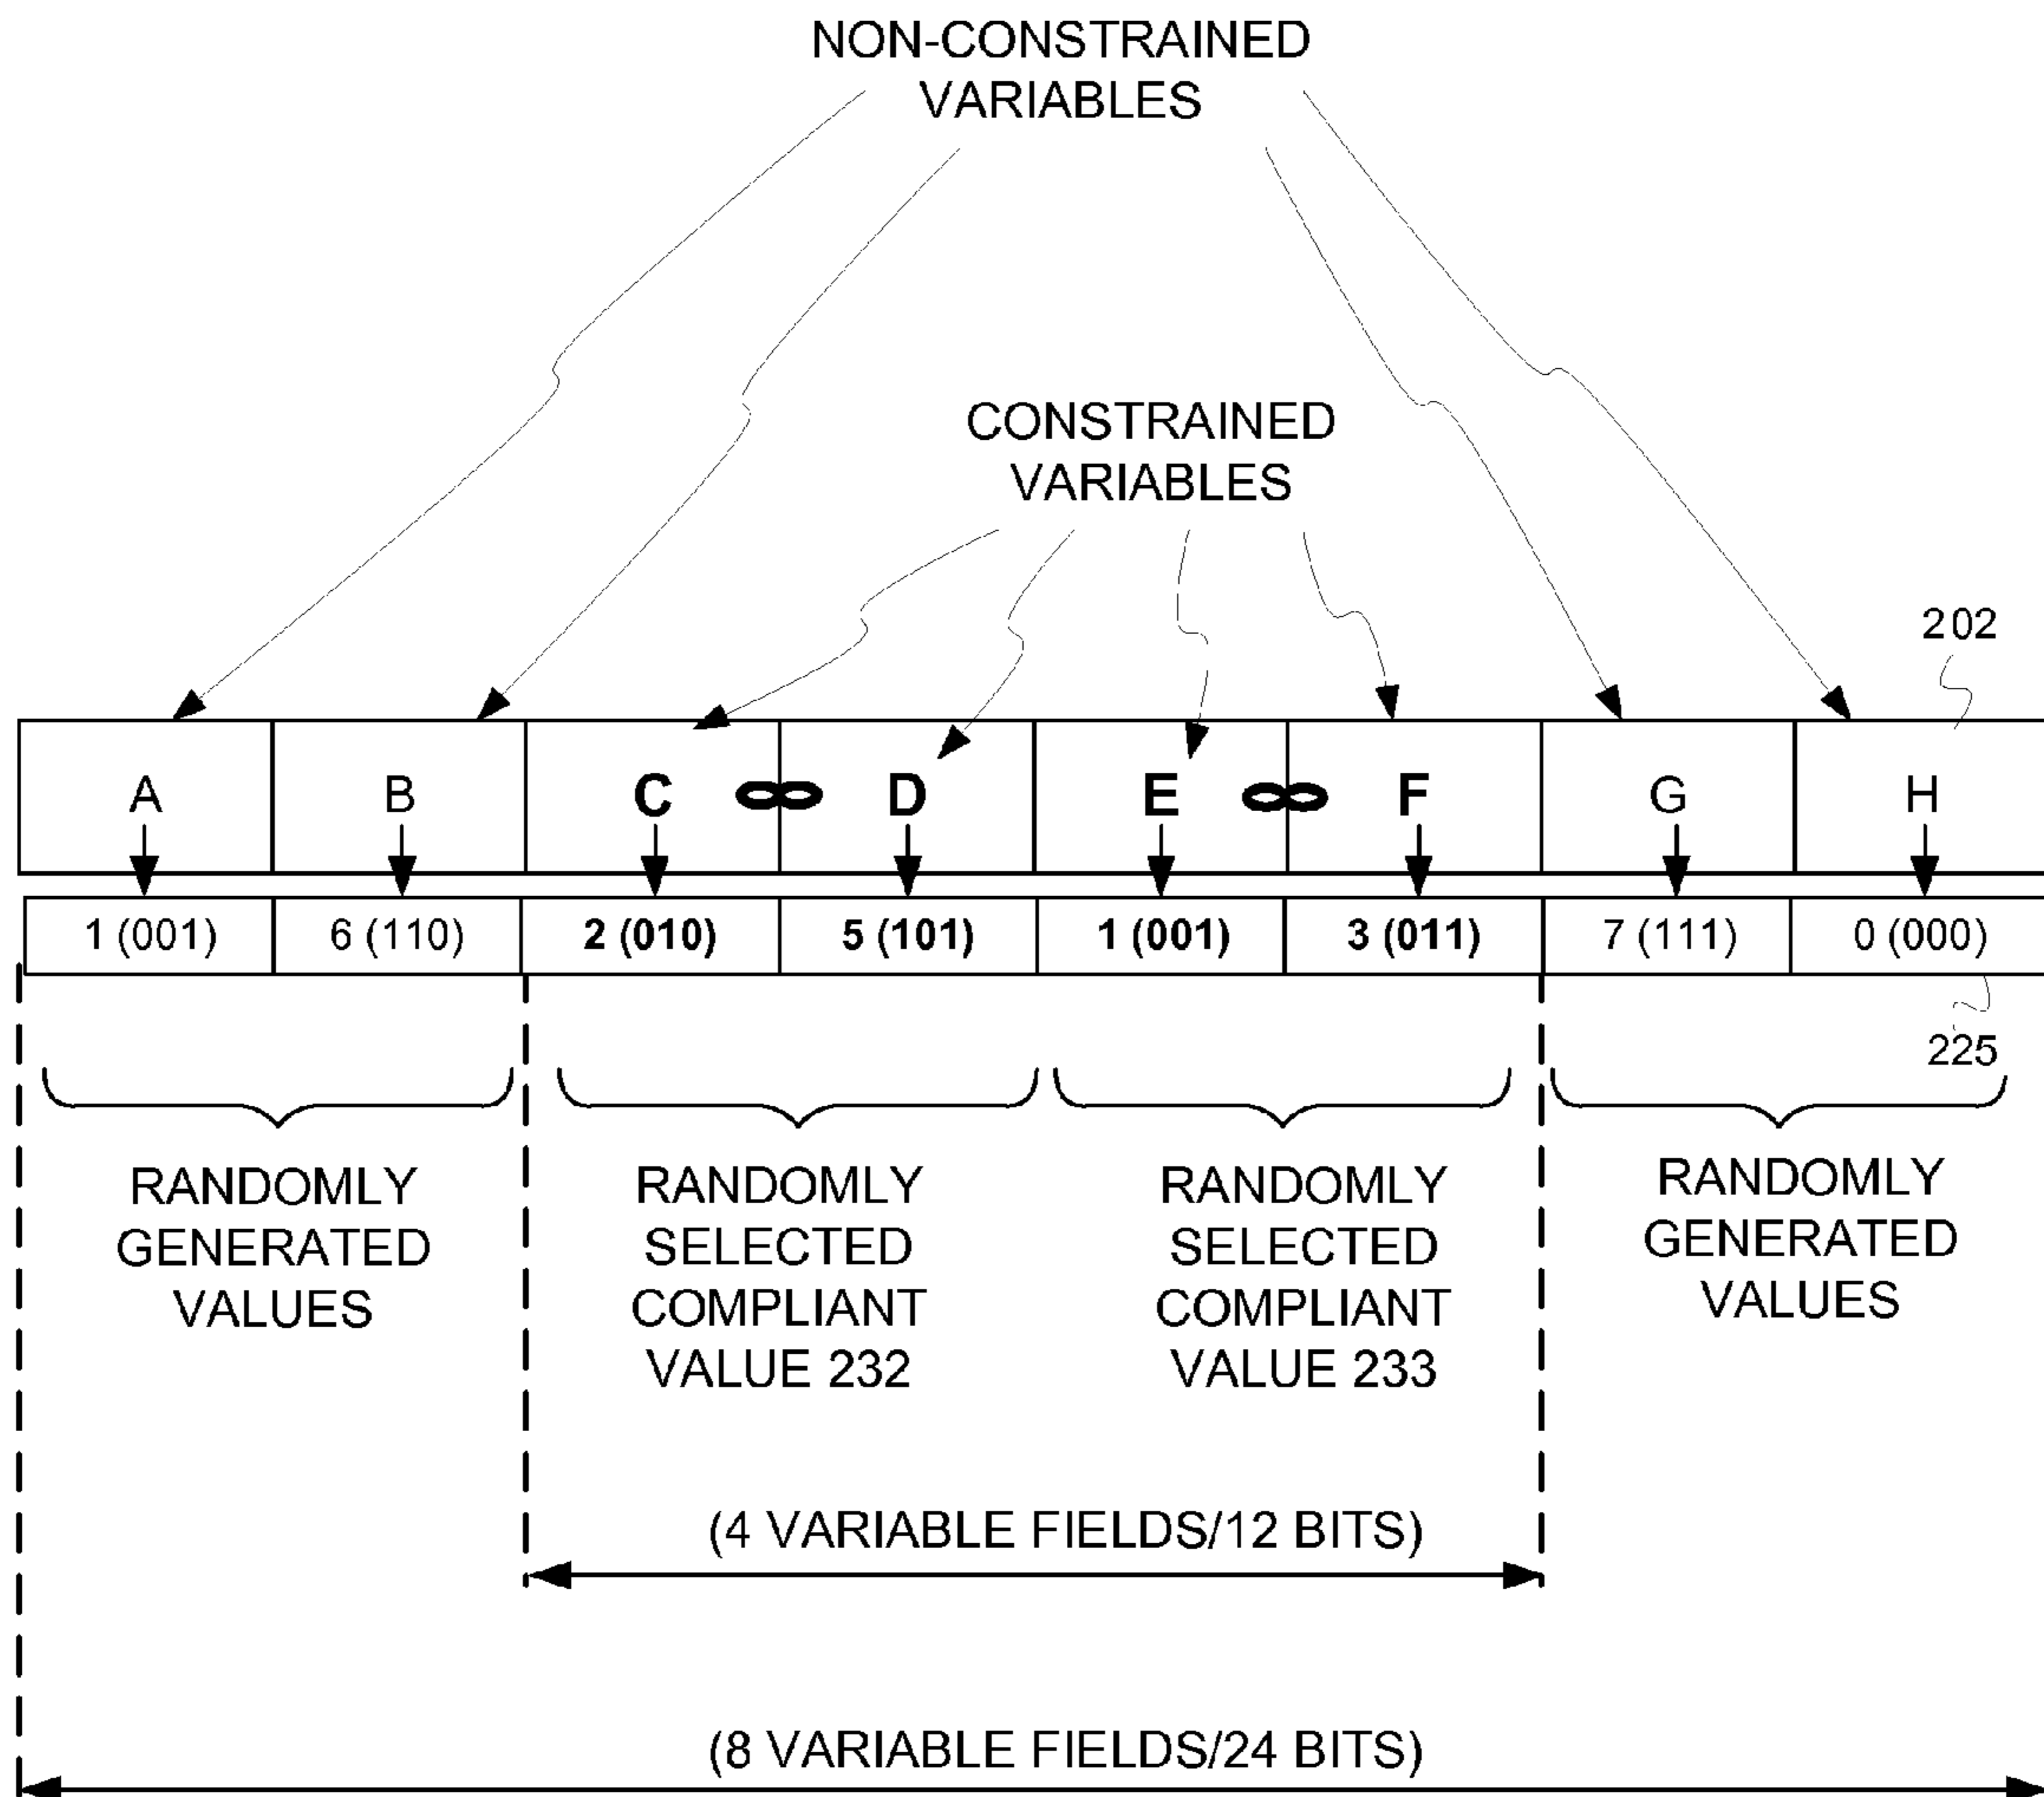 NON-CONSTRAINED
VARIABLES
CONSTRAINED
VARIABLES
202
A B C D E F G H
1 (001) 6 (110) 2 (010) 5 (101) 1 (001) 3 (011) 7 (111) 0 (000)
225
RANDOMLY
GENERATED
VALUES
RANDOMLY
SELECTED
COMPLIANT
VALUE 232
RANDOMLY
SELECTED
COMPLIANT
VALUE 233
RANDOMLY
GENERATED
VALUES
(4 VARIABLE FIELDS/12 BITS)
(8 VARIABLE FIELDS/24 BITS)